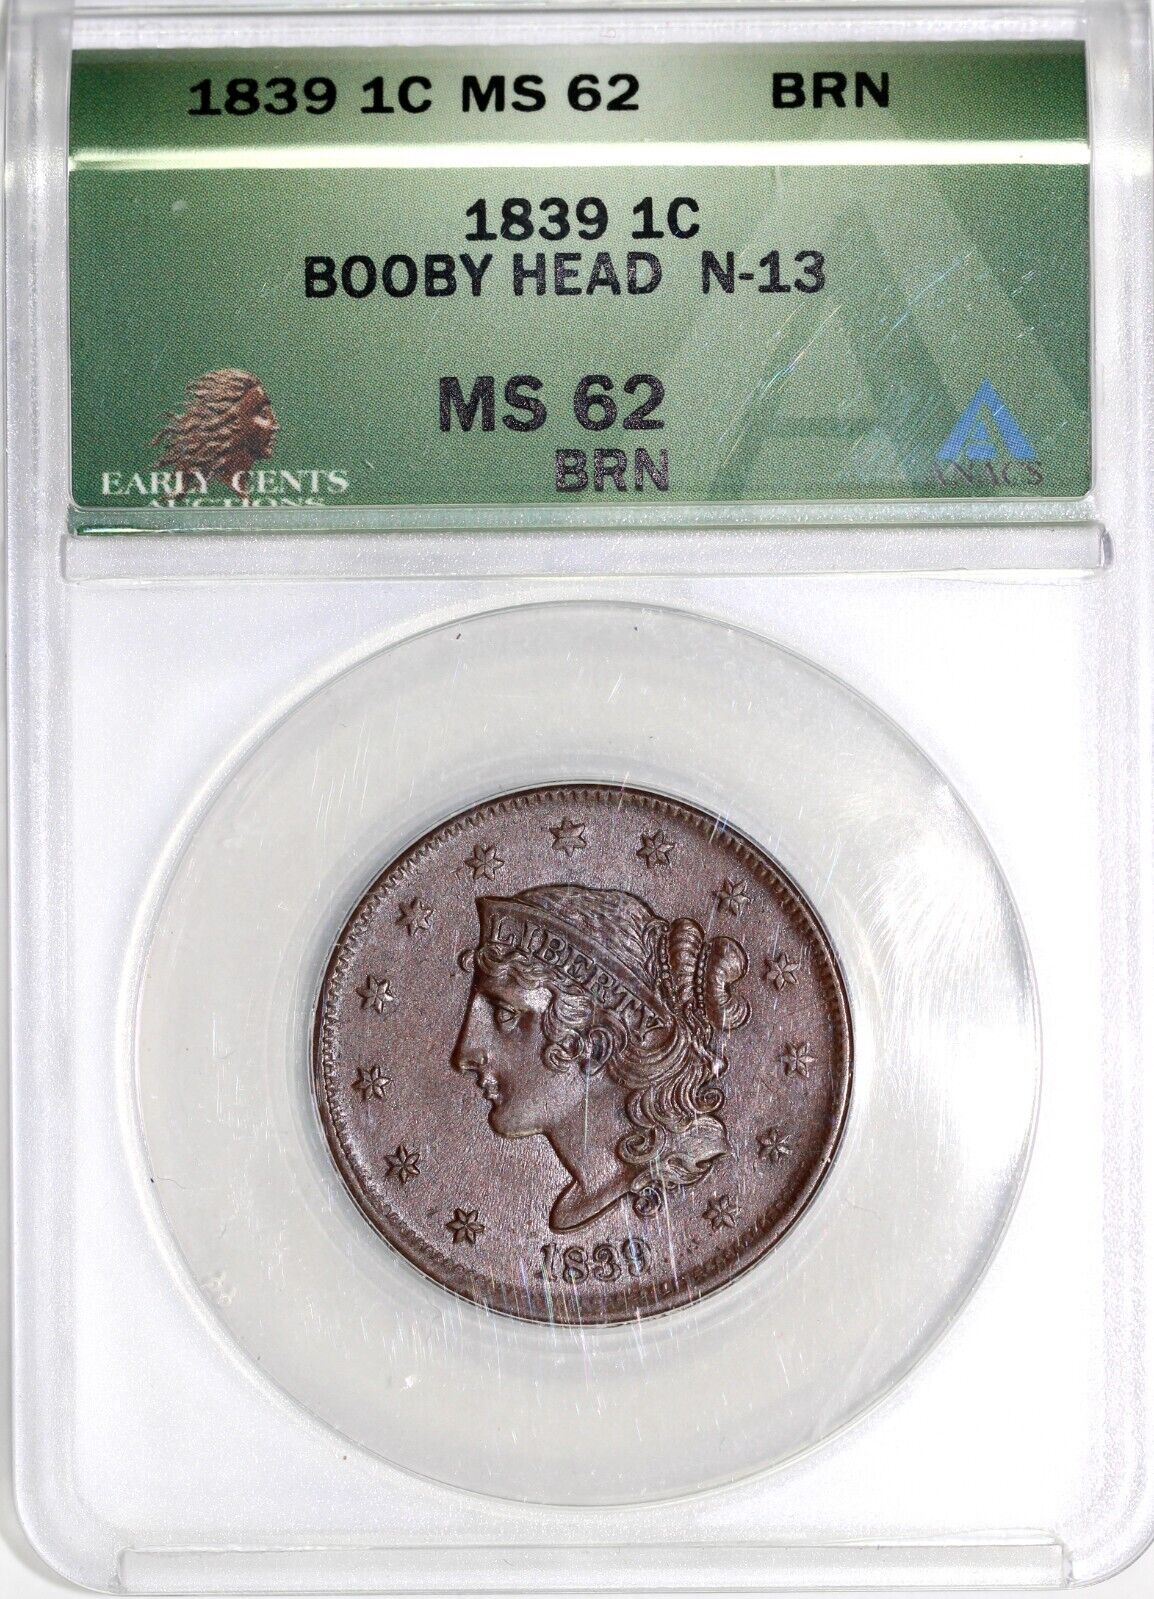 1839 1C MS 62 BRN
1839 1C
BOOBY HEAD N-13
MS 62
BRN
EARLY CENTS
AUCTIONS
ANACS
LIBERTY
1839